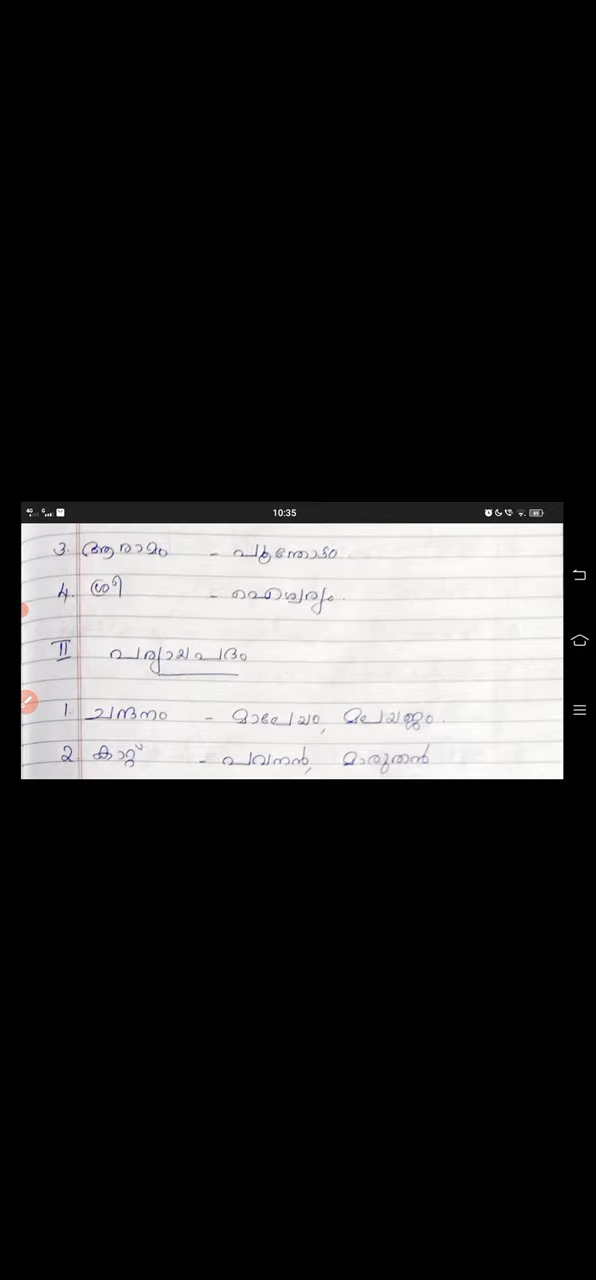 10:35
3. ആരാമം - പൂന്തോട്ടം.
4. ശ്രീ - ഐശ്വര്യം.
II പര്യായപദം
1. ചന്ദനം - മാലേയം, മലയജം.
2. കാറ്റ് - പവനൻ, മാരുതൻ